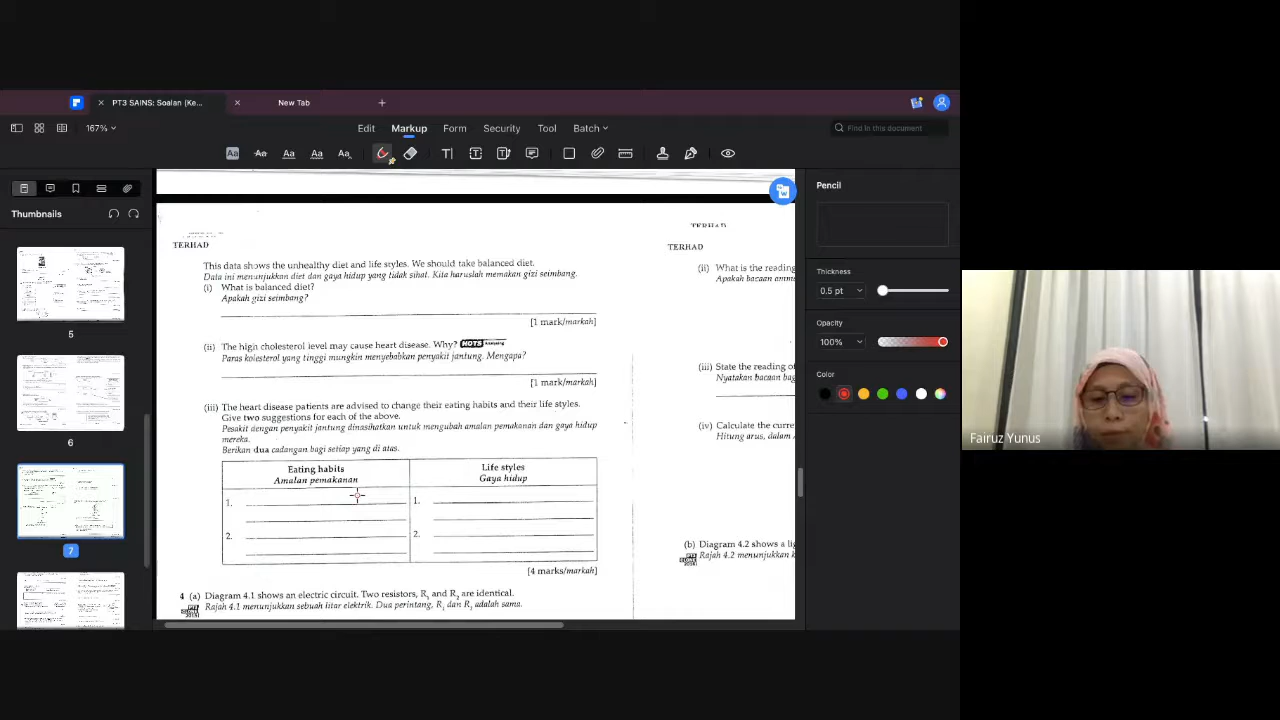 PT3 SAINS: Soalan (Ke...
New Tab
167%
Edit
Markup
Form
Security
Tool
Batch
Find in this document
Thumbnails
5
6
7
Pencil
Thickness
0.5 pt
Opacity
100%
Color
TERHAD
This data shows the unhealthy diet and life styles. We should take balanced diet.
Data ini menunjukkan diet dan gaya hidup yang tidak sihat. Kita haruslah memakan gizi seimbang.
(i) What is balanced diet?
Apakah gizi seimbang?
[1 mark/markah]
(ii) The high cholesterol level may cause heart disease. Why? HOTS
Paras kolesterol yang tinggi mungkin menyebabkan penyakit jantung. Mengapa?
[1 mark/markah]
(iii) The heart disease patients are advised to change their eating habits and their life styles.
Give two suggestions for each of the above.
Pesakit dengan penyakit jantung dinasihatkan untuk mengubah amalan pemakanan dan gaya hidup
mereka.
Berikan dua cadangan bagi setiap yang di atas.
Eating habits
Amalan pemakanan
Life styles
Gaya hidup
1.
1.
2.
2.
[4 marks/markah]
4 (a) Diagram 4.1 shows an electric circuit. Two resistors, R1 and R2 are identical.
Rajah 4.1 menunjukkan sebuah litar elektrik. Dua perintang, R1 dan R2 adalah sama.
TERHAD
TERHAD
(ii) What is the reading
Apakah bacaan
(iii) State the reading of
Nyatakan bacaan bag
(iv) Calculate the curre
Hitung arus, dalam
(b) Diagram 4.2 shows a
Rajah 4.2 menunjukkan
Fairuz Yunus